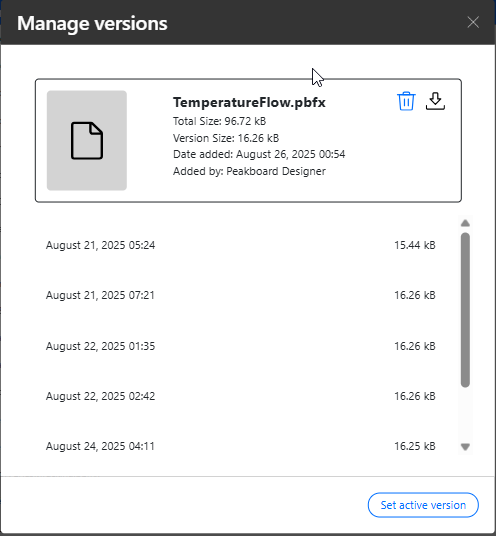 Manage versions
TemperatureFlow.pbfx
Total Size: 96.72 kB
Version Size: 16.26 kB
Date added: August 26, 2025 00:54
Added by: Peakboard Designer
August 21, 2025 05:24 15.44 kB
August 21, 2025 07:21 16.26 kB
August 22, 2025 01:35 16.26 kB
August 22, 2025 02:42 16.26 kB
August 24, 2025 04:11 16.25 kB
Set active version